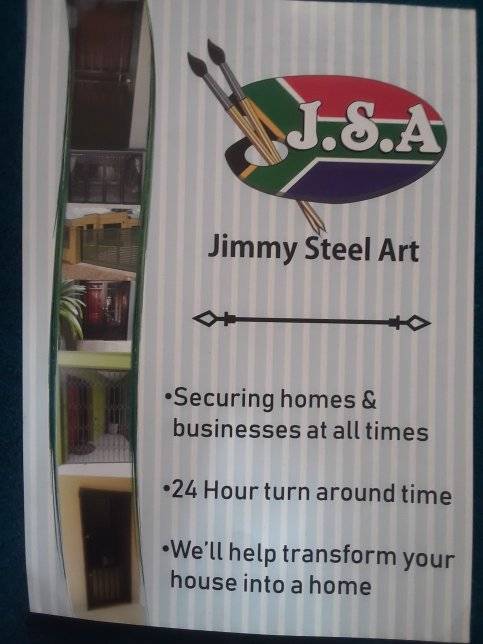 J.S.A
Jimmy Steel Art
•Securing homes &
businesses at all times
•24 Hour turn around time
•We'll help transform your
house into a home